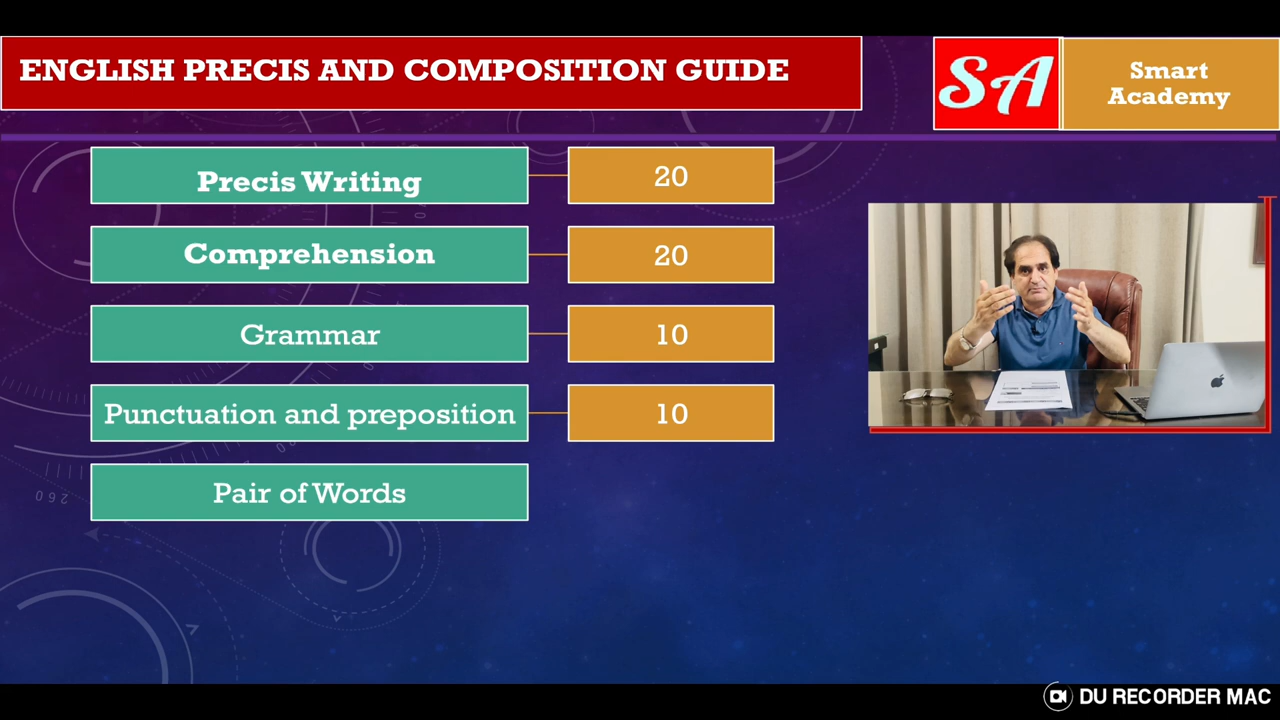 ENGLISH PRECIS AND COMPOSITION GUIDE
SA
Smart
Academy
Precis Writing
20
Comprehension
20
Grammar
10
Punctuation and preposition
10
Pair of Words
260
DU RECORDER MAC